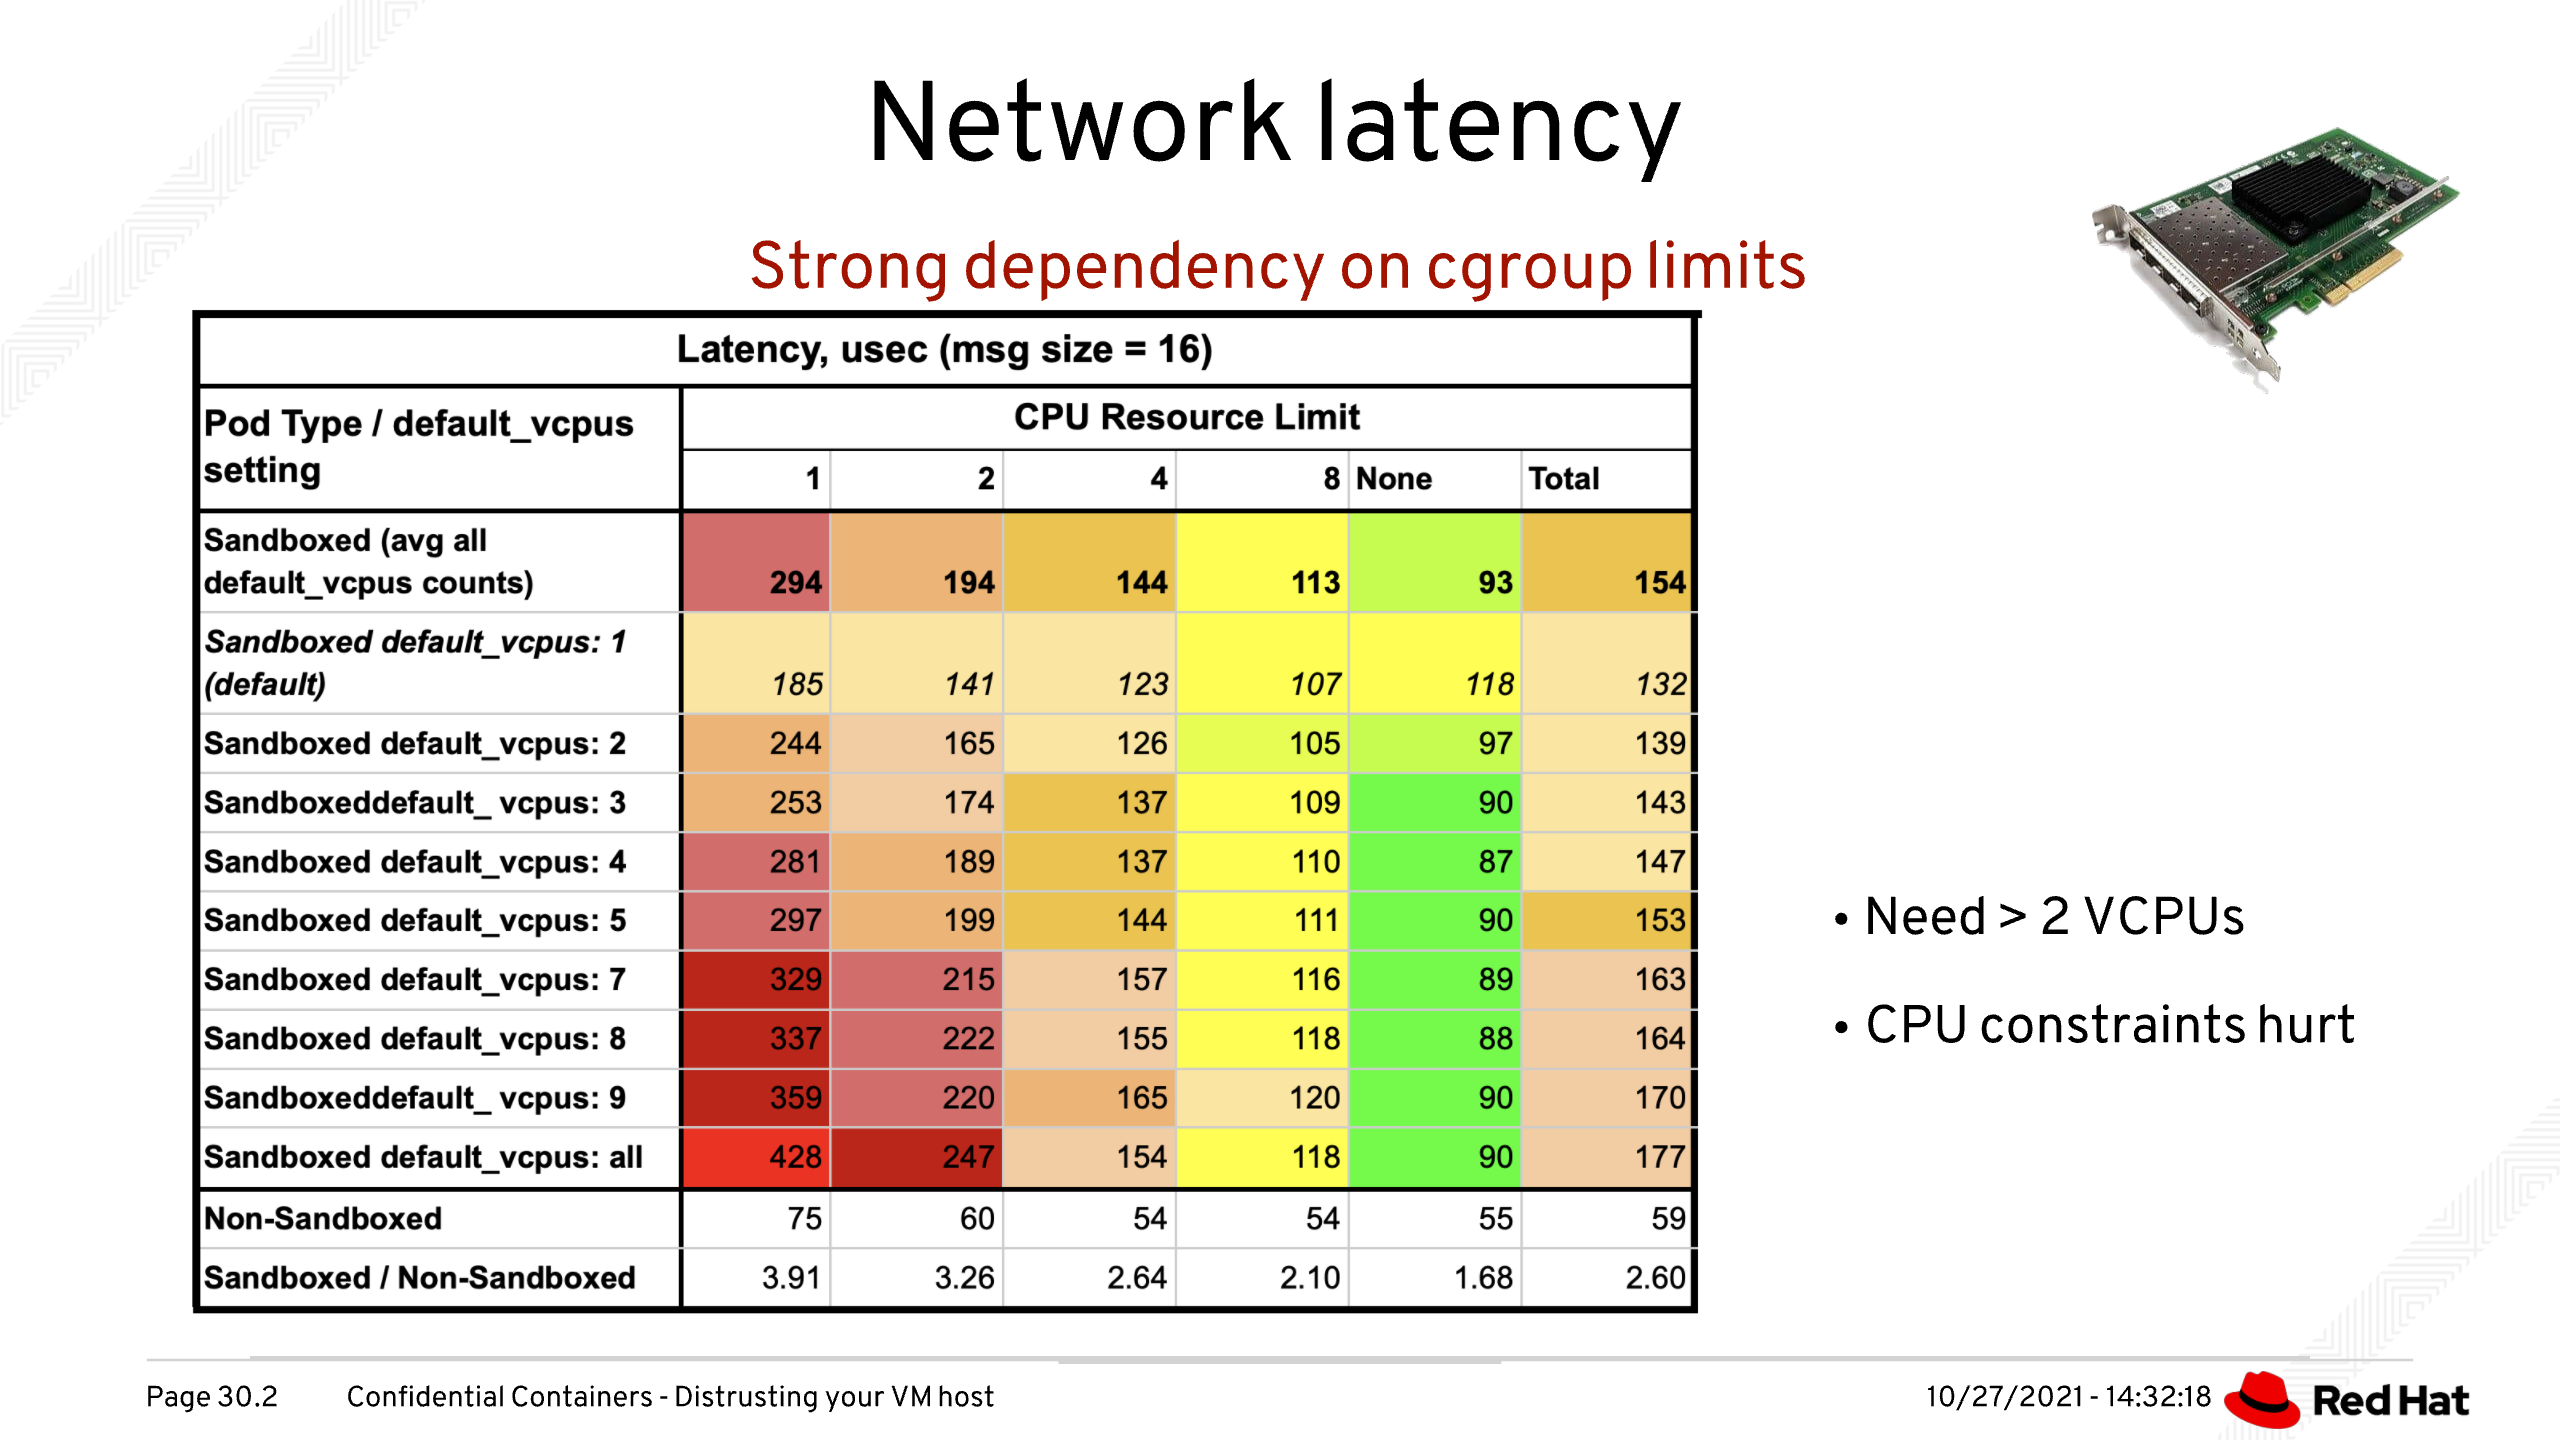 Network latency
Strong dependency on cgroup limits
Latency, usec (msg size = 16)
Pod Type / default_vcpus
setting
CPU Resource Limit
1 2 4 8 None Total
Sandboxed (avg all
default_vcpus counts) 294 194 144 113 93 154
Sandboxed default_vcpus: 1
(default) 185 141 123 107 118 132
Sandboxed default_vcpus: 2 244 165 126 105 97 139
Sandboxeddefault_ vcpus: 3 253 174 137 109 90 143
Sandboxed default_vcpus: 4 281 189 137 110 87 147
Sandboxed default_vcpus: 5 297 199 144 111 90 153
Sandboxed default_vcpus: 7 329 215 157 116 89 163
Sandboxed default_vcpus: 8 337 222 155 118 88 164
Sandboxeddefault_ vcpus: 9 359 220 165 120 90 170
Sandboxed default_vcpus: all 428 247 154 118 90 177
Non-Sandboxed 75 60 54 54 55 59
Sandboxed / Non-Sandboxed 3.91 3.26 2.64 2.10 1.68 2.60
• Need > 2 VCPUs
• CPU constraints hurt
Page 30.2 Confidential Containers - Distrusting your VM host 10/27/2021 - 14:32:18 Red Hat